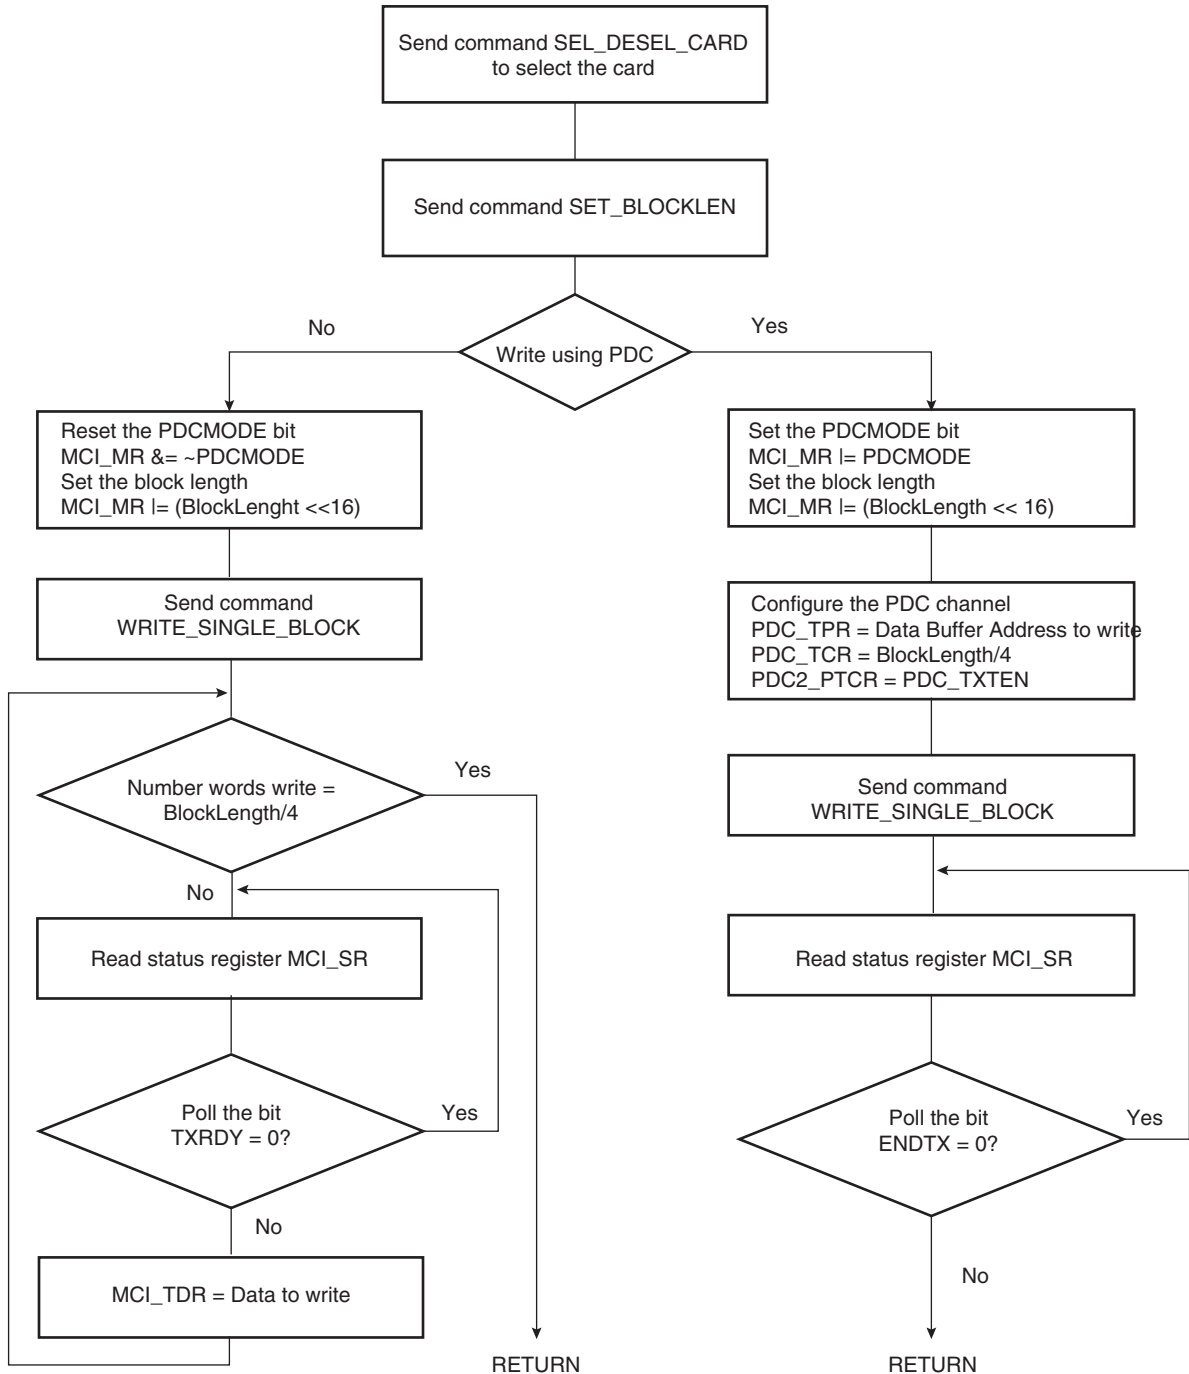 Send command SEL_DESEL_CARD
to select the card
Send command SET_BLOCKLEN
No
Yes
Write using PDC
Reset the PDCMODE bit
MCI_MR &= ~PDCMODE
Set the block length
MCI_MR |= (BlockLenght <<16)
Set the PDCMODE bit
MCI_MR |= PDCMODE
Set the block length
MCI_MR |= (BlockLength << 16)
Send command
WRITE_SINGLE_BLOCK
Configure the PDC channel
PDC_TPR = Data Buffer Address to write
PDC_TCR = BlockLength/4
PDC2_PTCR = PDC_TXTEN
Number words write =
BlockLength/4
Yes
Send command
WRITE_SINGLE_BLOCK
No
Read status register MCI_SR
Read status register MCI_SR
Poll the bit
TXRDY = 0?
Yes
Poll the bit
ENDTX = 0?
Yes
No
No
MCI_TDR = Data to write
RETURN
RETURN